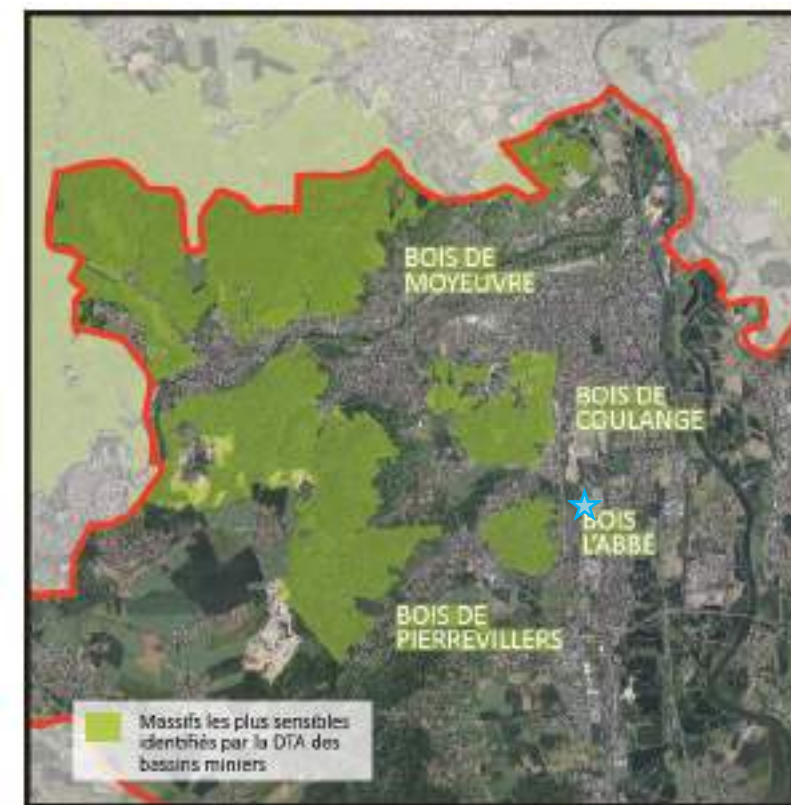 BOIS DE
MOYEUVRE
BOIS DE
COULANGE
BOIS
L'ABBÉ
BOIS DE
PIERREVILLERS
Massifs les plus sensibles
identifiés par la DTA des
bassins miniers